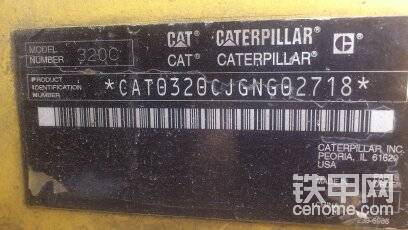 CAT CATERPILLAR C
MODEL NUMBER 320C
CAT CATERPILLAR
PRODUCT IDENTIFICATION NUMBER
*CAT0320CJGNG02718*
CATERPILLAR, INC.
PEORIA, IL 61629
USA
铁甲网
cehome.com